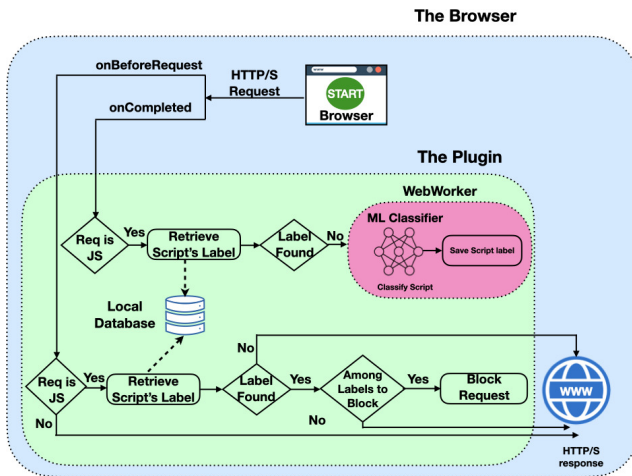 The Browser
onBeforeRequest
HTTP/S
Request
www
START
Browser
onCompleted
The Plugin
WebWorker
ML Classifier
Req is
JS
Yes
Retrieve
Script's Label
Label
Found
No
Save Script label
Classify Script
Local
Database
No
Req is
JS
Yes
Retrieve
Script's Label
Label
Found
Yes
Among
Labels to
Block
Yes
Block
Request
WWW
No
No
HTTP/S
response